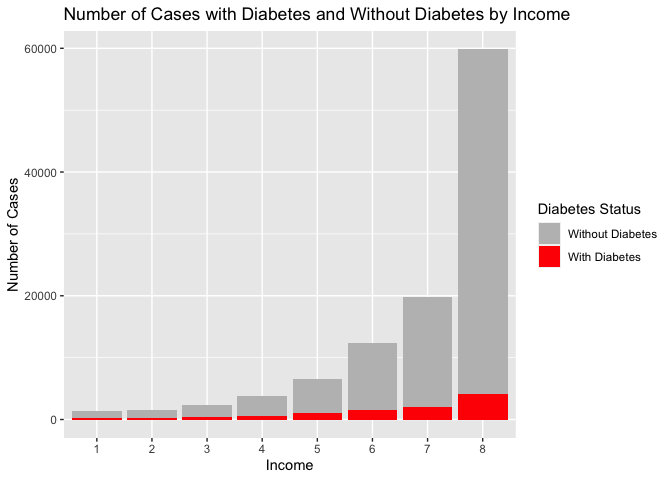 Number of Cases with Diabetes and Without Diabetes by Income
60000
40000
20000
0
Number of Cases
1 2 3 4 5 6 7 8
Income
Diabetes Status
Without Diabetes
With Diabetes